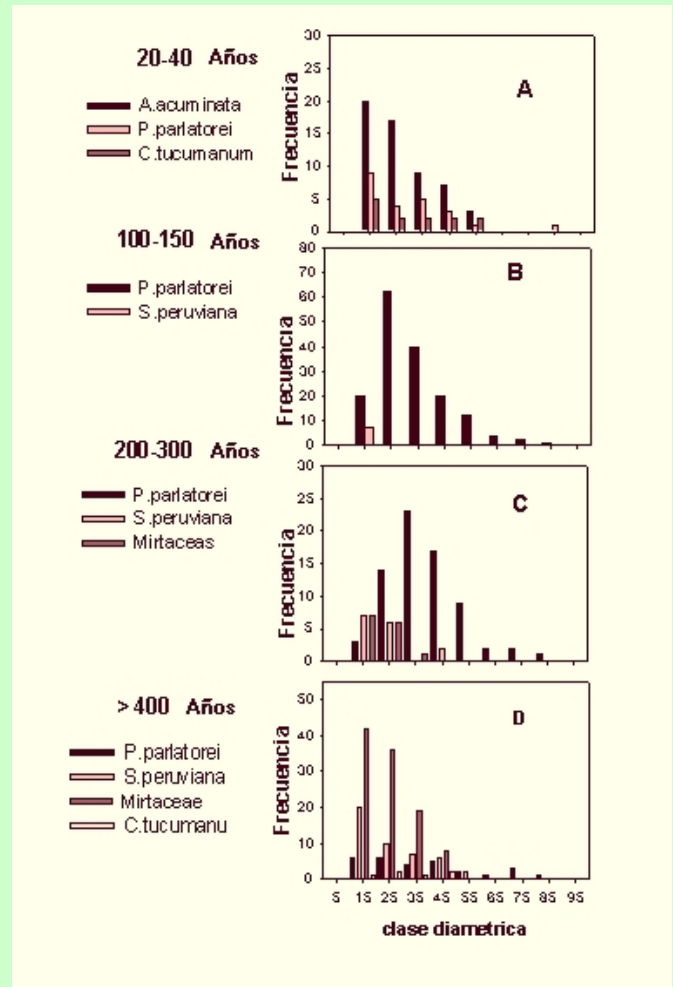 20-40 Años
A.acuminata
P.parlatorei
C.tucumanum
Frecuencia
30
25
20
15
10
5
0
A
100-150 Años
P.parlatorei
S.peruviana
Frecuencia
80
70
60
50
40
30
20
10
0
B
200-300 Años
P.parlatorei
S.peruviana
Mirtaceas
Frecuencia
30
25
20
15
10
5
0
C
>400 Años
P.parlatorei
S.peruviana
Mirtaceae
C.tucumanu
Frecuencia
50
40
30
20
10
0
D
5 15 25 35 45 55 65 75 85 95
clase diametrica